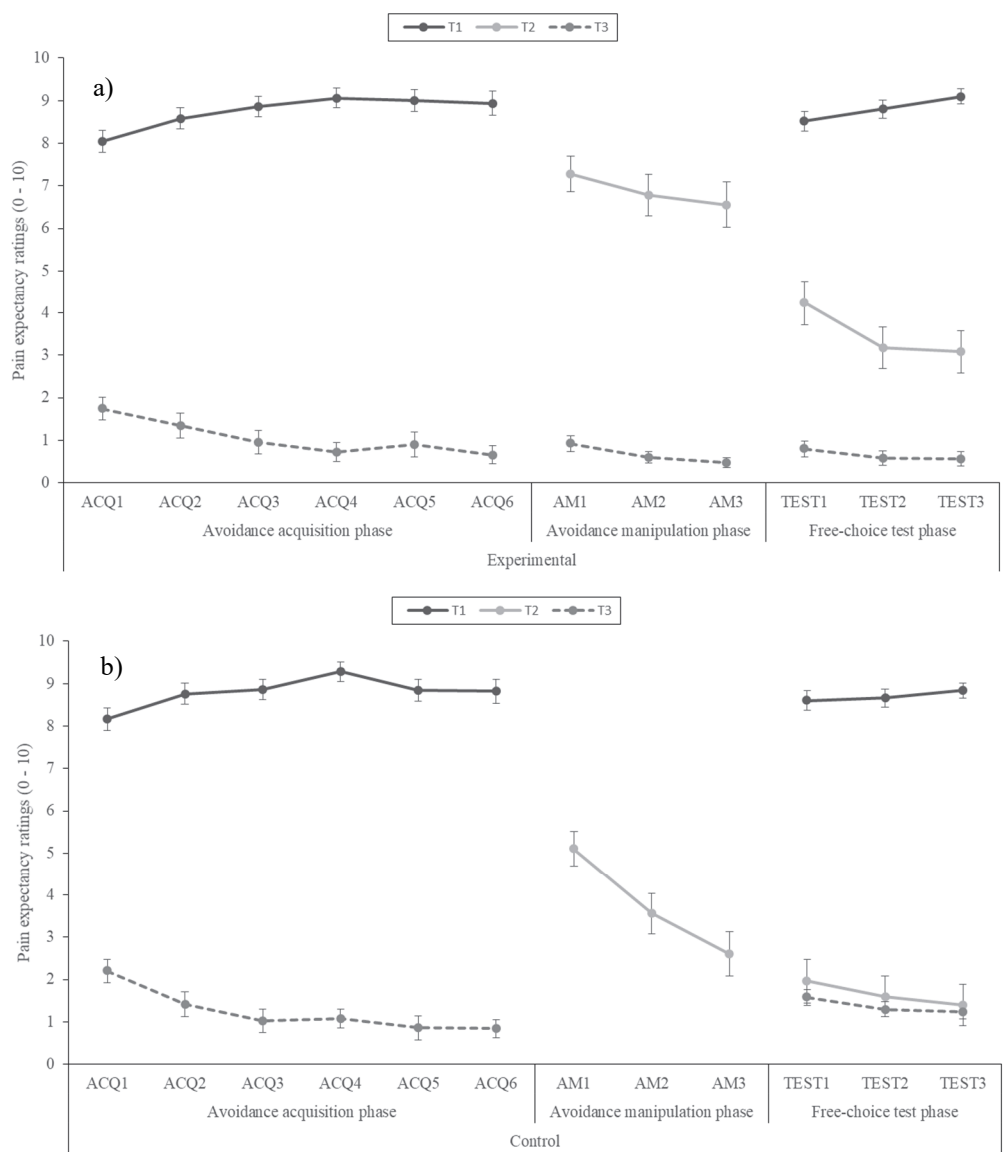 T1 T2 T3
a)
Pain expectancy ratings (0 - 10)
10
9
8
7
6
5
4
3
2
1
0
ACQ1 ACQ2 ACQ3 ACQ4 ACQ5 ACQ6 AM1 AM2 AM3 TEST1 TEST2 TEST3
Avoidance acquisition phase Avoidance manipulation phase Free-choice test phase
Experimental
T1 T2 T3
b)
Pain expectancy ratings (0 - 10)
10
9
8
7
6
5
4
3
2
1
0
ACQ1 ACQ2 ACQ3 ACQ4 ACQ5 ACQ6 AM1 AM2 AM3 TEST1 TEST2 TEST3
Avoidance acquisition phase Avoidance manipulation phase Free-choice test phase
Control